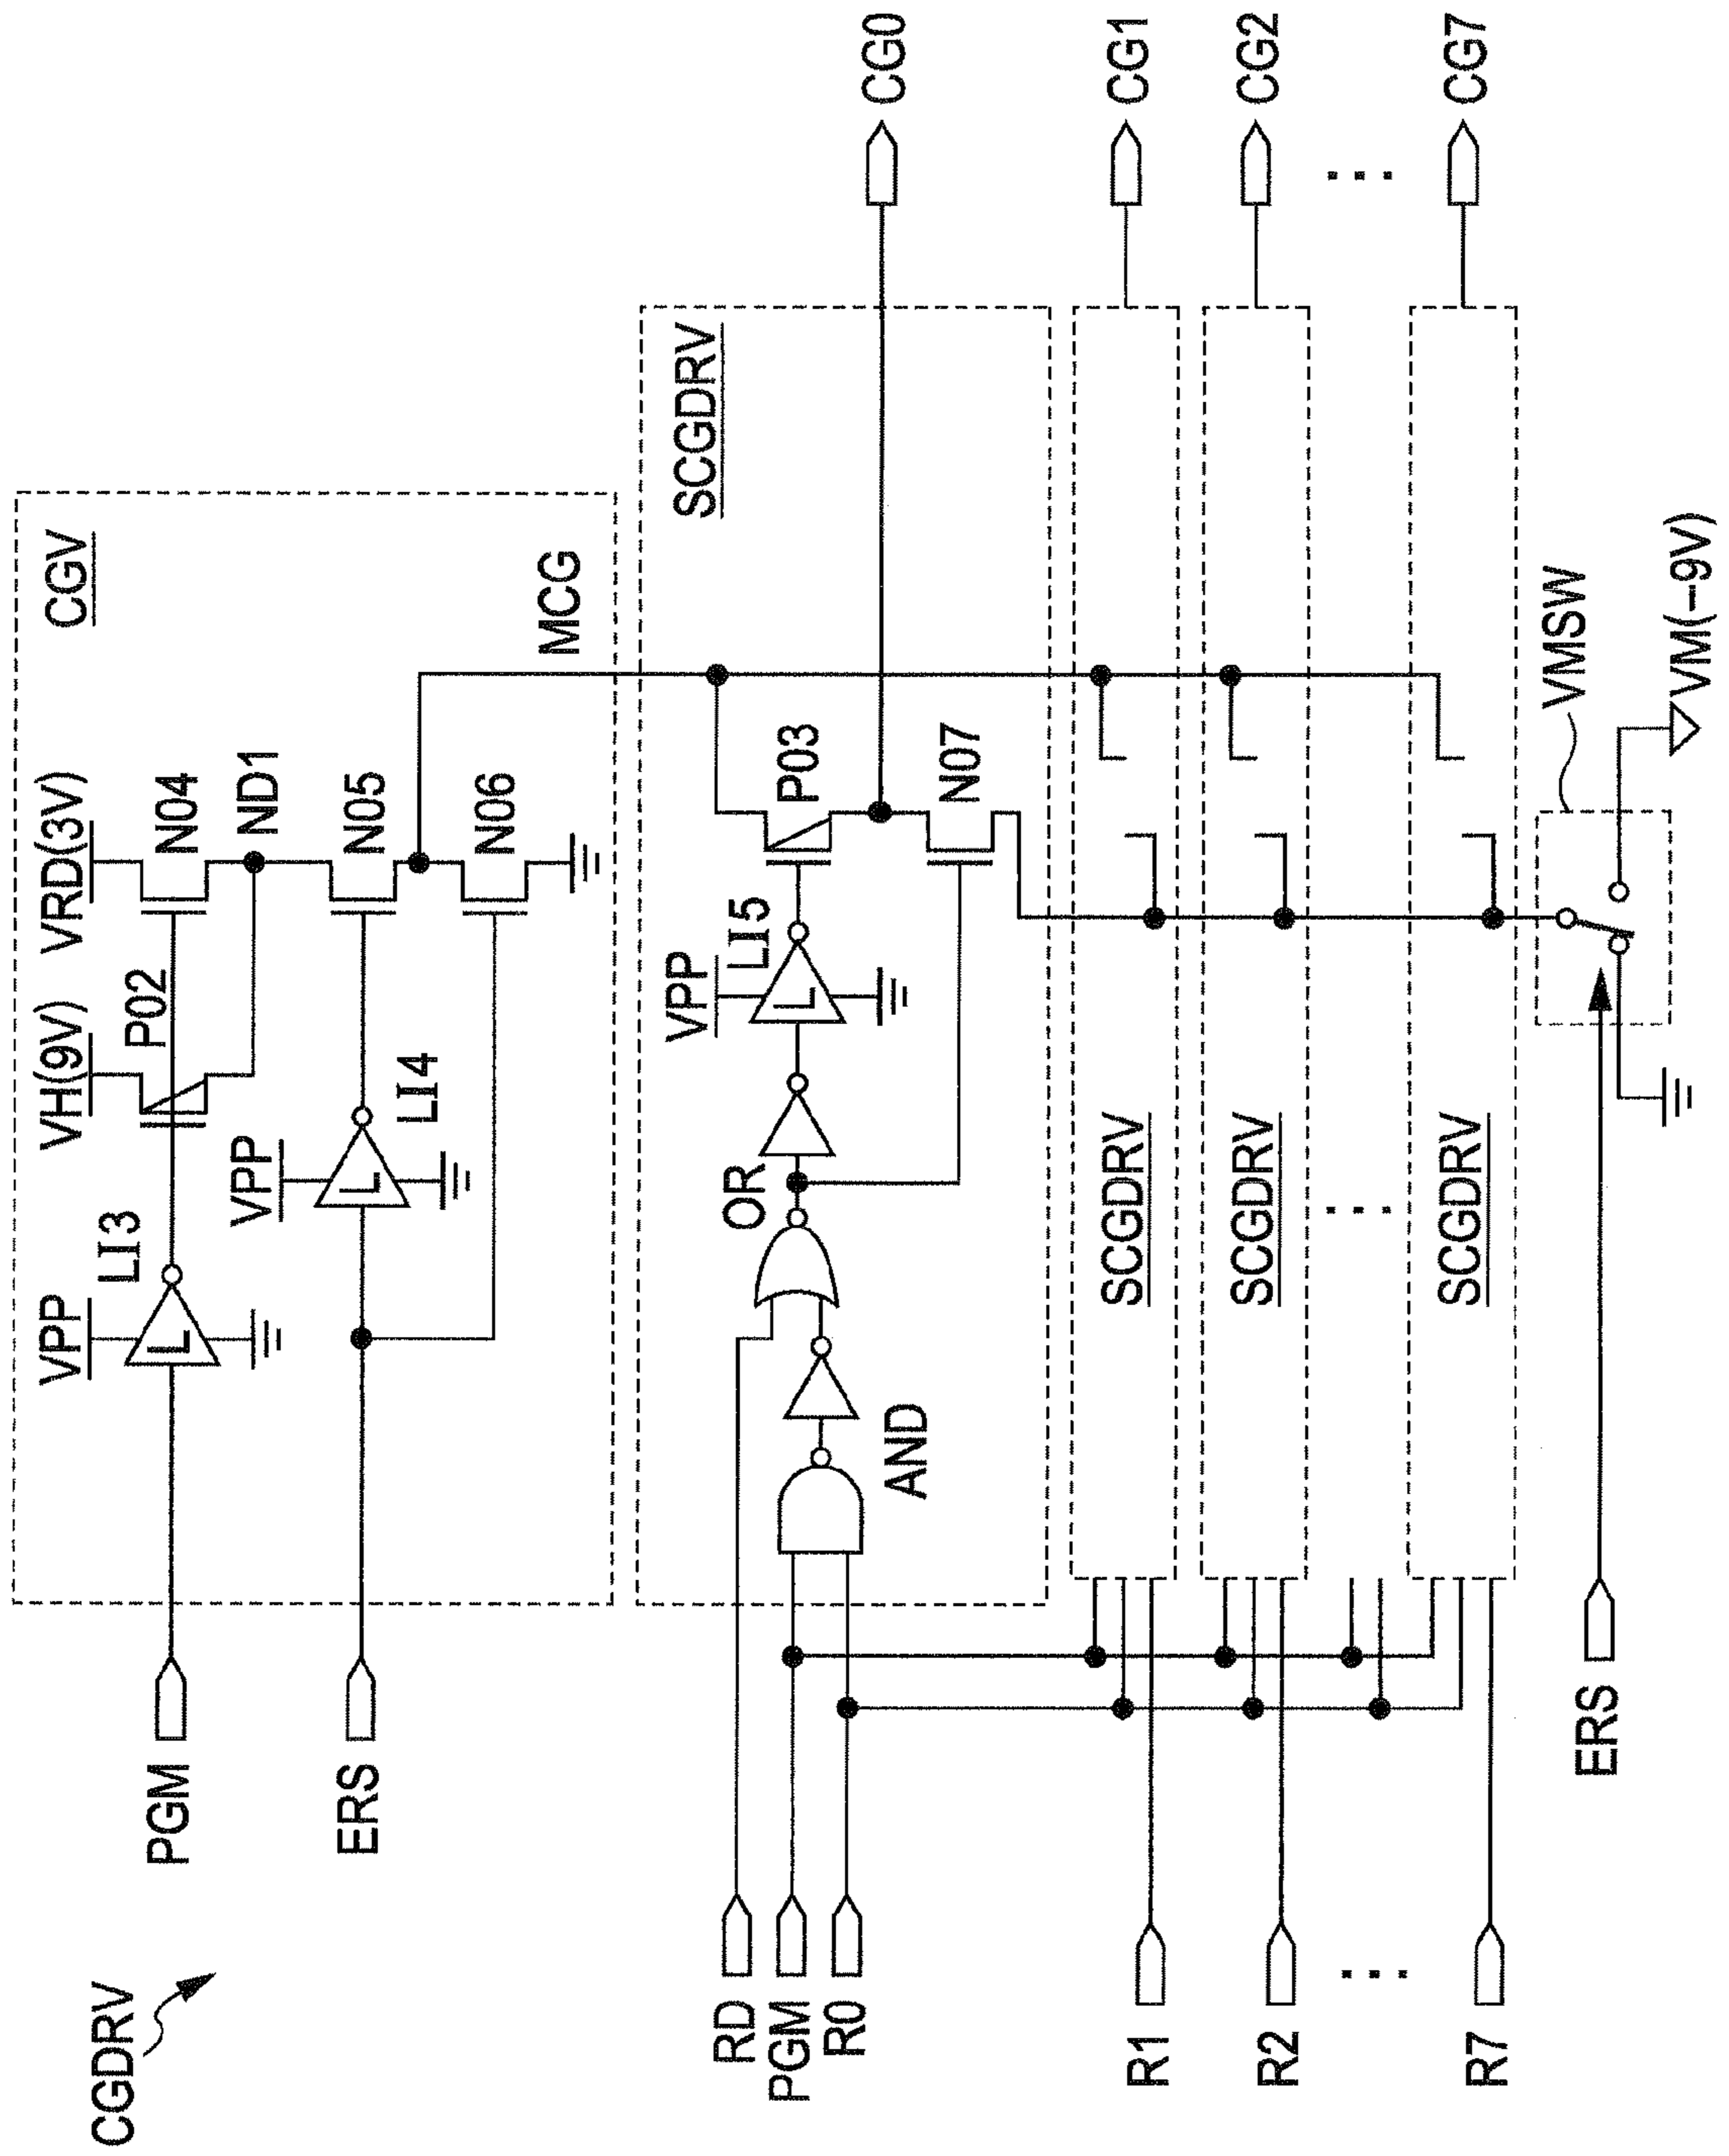 CGDRV
CGV
VRD(3V)
VH(9V)
N04
P02
ND1
VPP
LI3
L
PGM
VPP
LI4
L
N05
ERS
N06
MCG
SCGDRV
CG0
P03
VPP
LI5
L
N07
OR
AND
RD
PGM
R0
SCGDRV
CG1
R1
SCGDRV
CG2
R2
...
...
...
SCGDRV
CG7
R7
VMSW
ERS
VM(−9V)